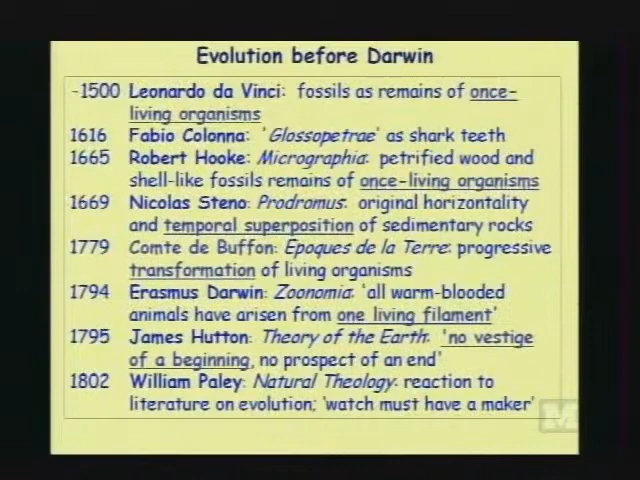 Evolution before Darwin
~1500 Leonardo da Vinci: fossils as remains of once-
living organisms
1616 Fabio Colonna: 'Glossopetrae' as shark teeth
1665 Robert Hooke: Micrographia: petrified wood and
shell-like fossils remains of once-living organisms
1669 Nicolas Steno: Prodromus: original horizontality
and temporal superposition of sedimentary rocks
1779 Comte de Buffon: Epoques de la Terre: progressive
transformation of living organisms
1794 Erasmus Darwin: Zoonomia: 'all warm-blooded
animals have arisen from one living filament'
1795 James Hutton: Theory of the Earth: 'no vestige
of a beginning, no prospect of an end'
1802 William Paley: Natural Theology: reaction to
literature on evolution; 'watch must have a maker'
M